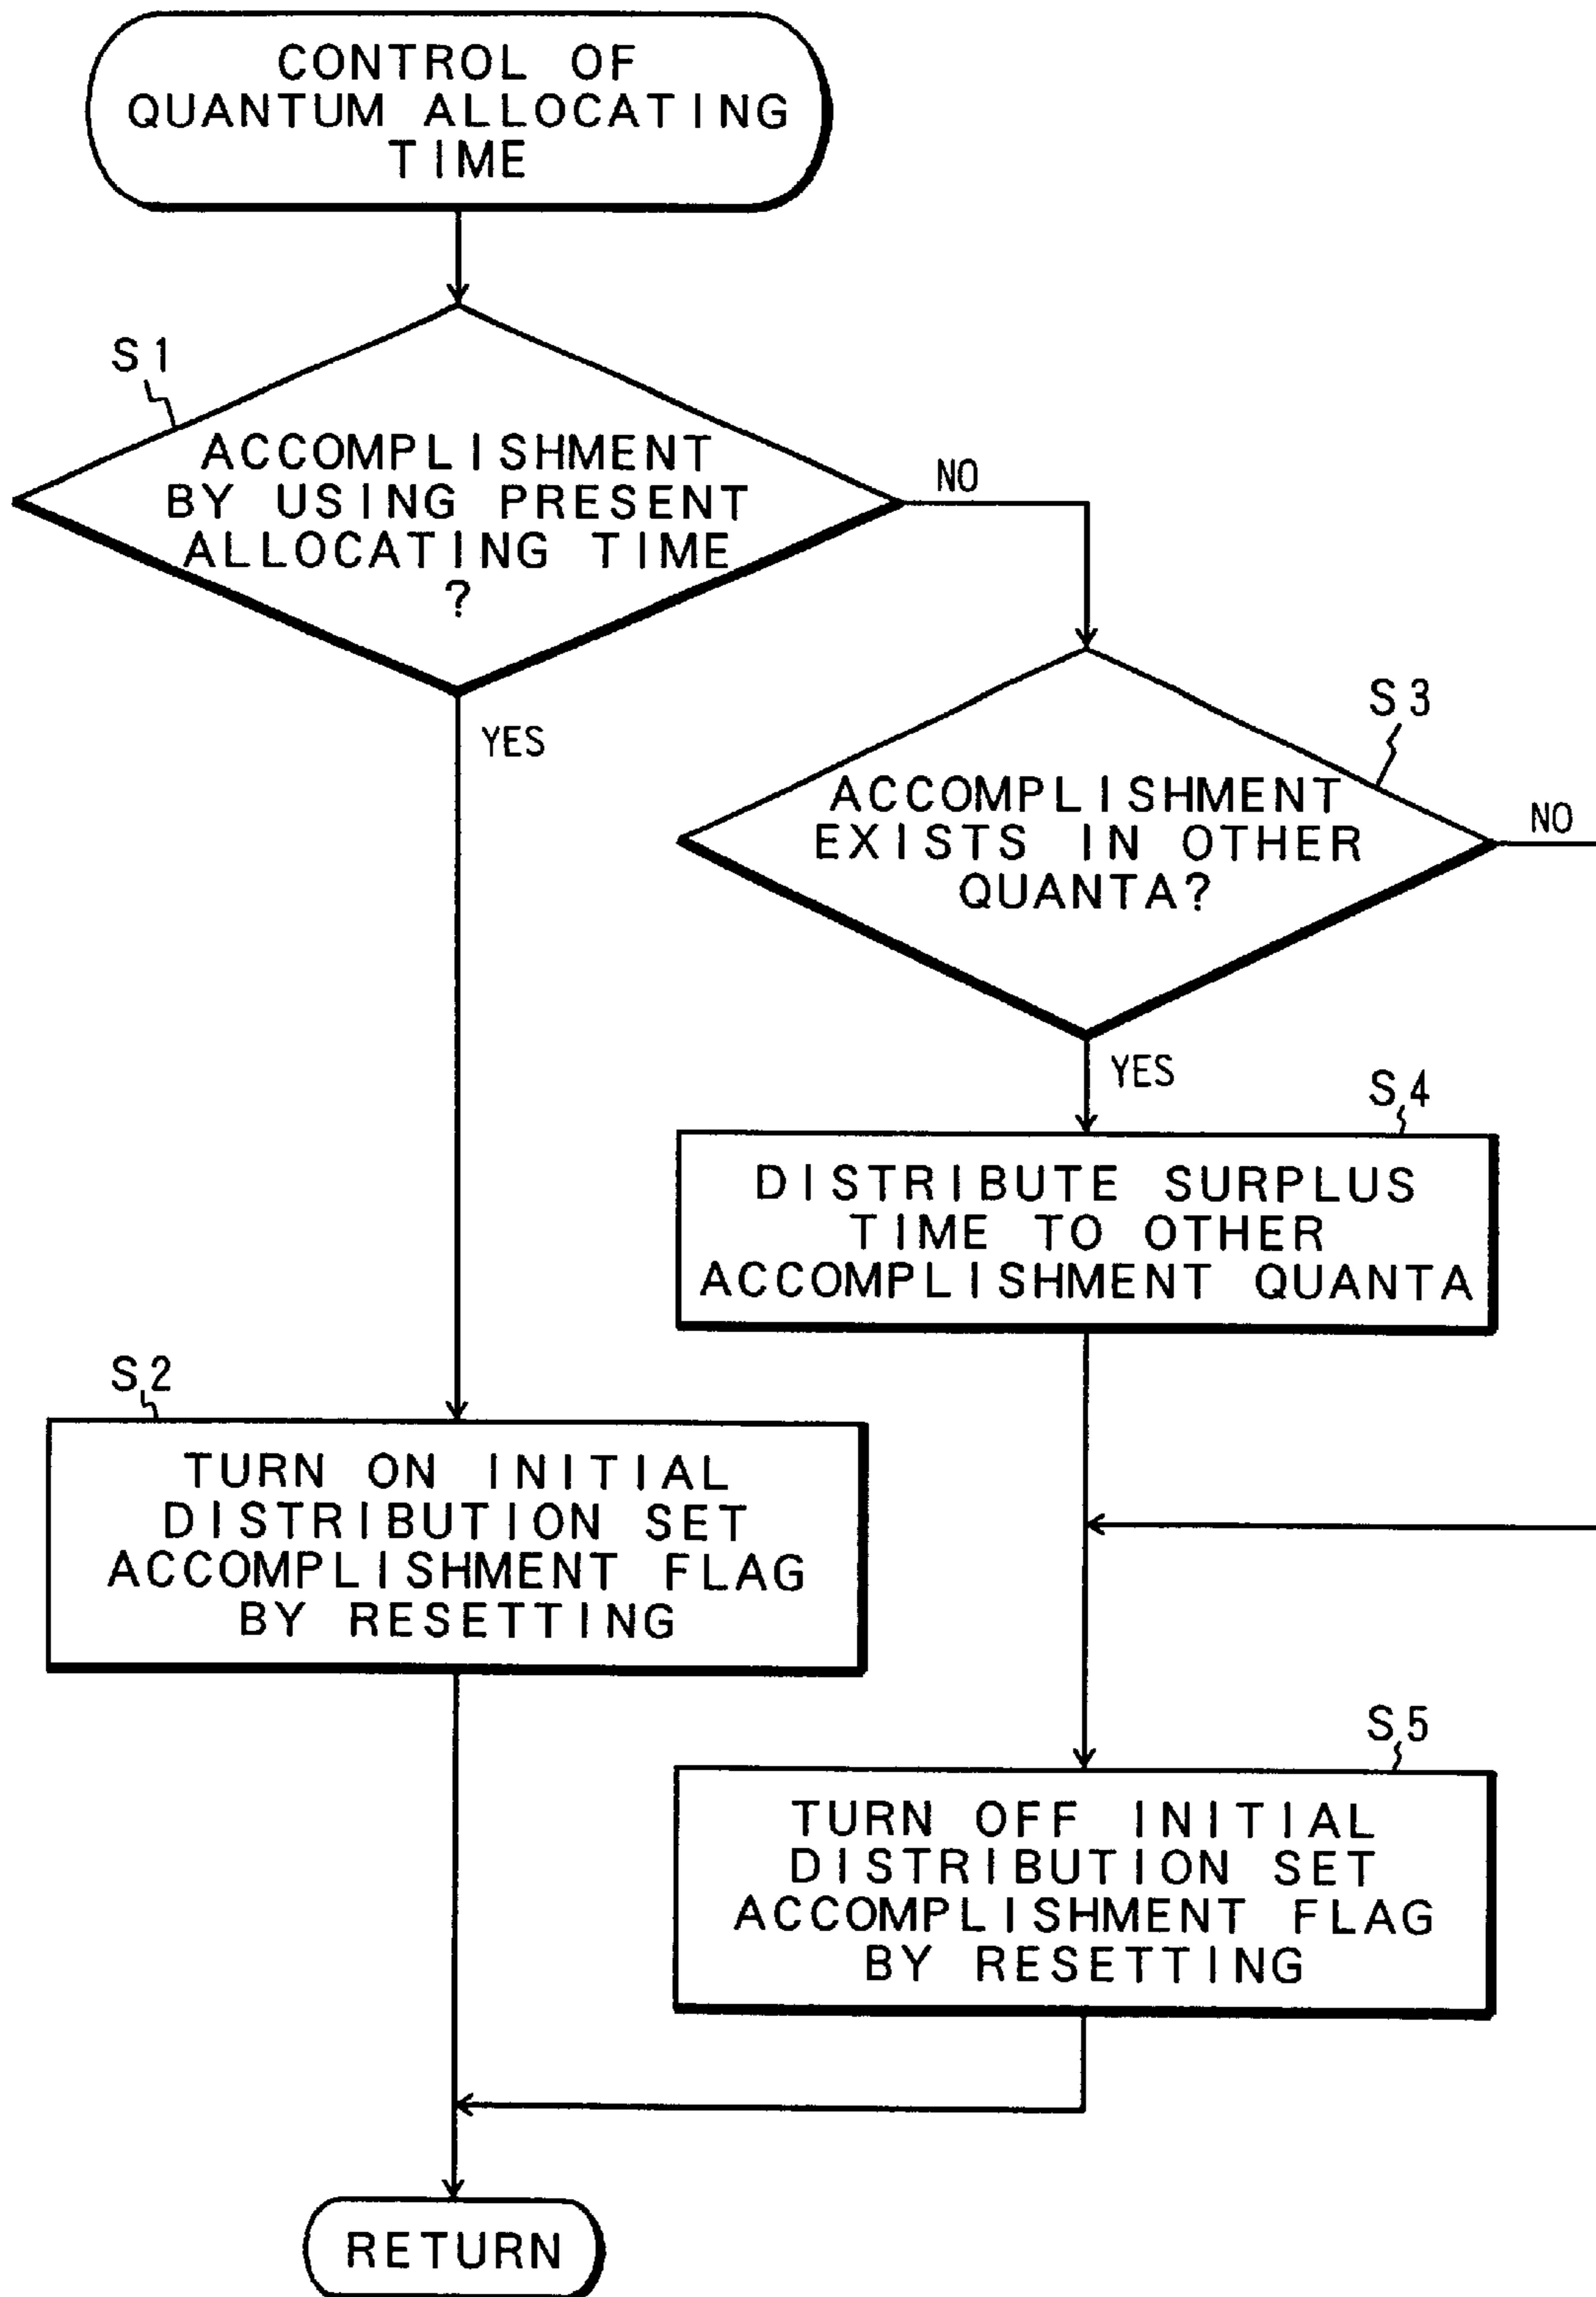 CONTROL OF
QUANTUM ALLOCATING
TIME
S1
ACCOMPLISHMENT
BY USING PRESENT
ALLOCATING TIME
?
NO
YES
S3
ACCOMPLISHMENT
EXISTS IN OTHER
QUANTA?
NO
YES
S4
DISTRIBUTE SURPLUS
TIME TO OTHER
ACCOMPLISHMENT QUANTA
S2
TURN ON INITIAL
DISTRIBUTION SET
ACCOMPLISHMENT FLAG
BY RESETTING
S5
TURN OFF INITIAL
DISTRIBUTION SET
ACCOMPLISHMENT FLAG
BY RESETTING
RETURN